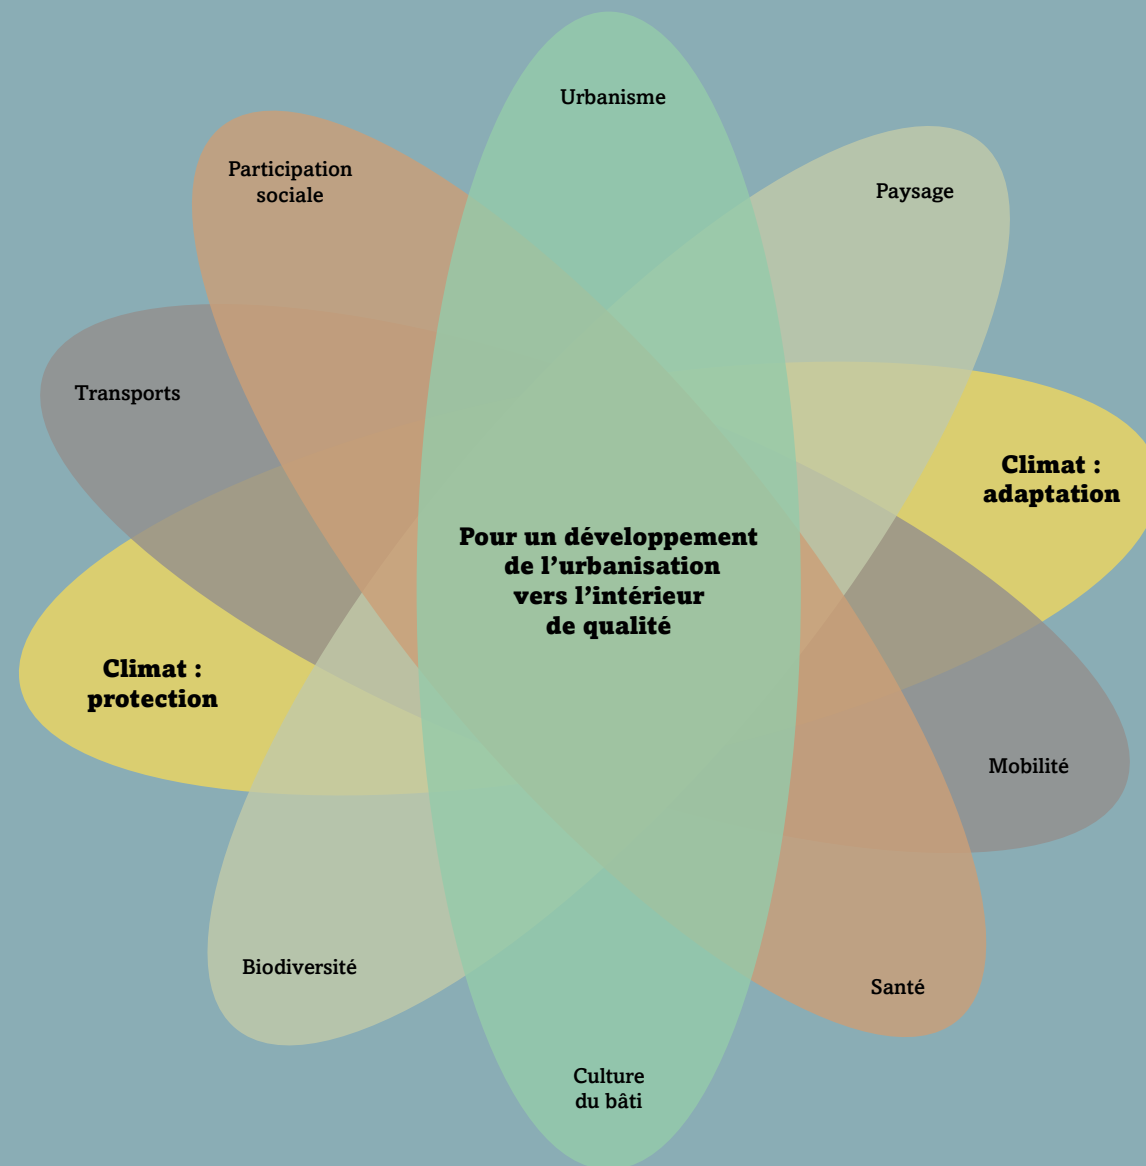 Urbanisme
Participation
sociale
Paysage
Transports
Climat :
adaptation
Pour un développement
de l’urbanisation
vers l’intérieur
de qualité
Climat :
protection
Mobilité
Biodiversité
Santé
Culture
du bâti